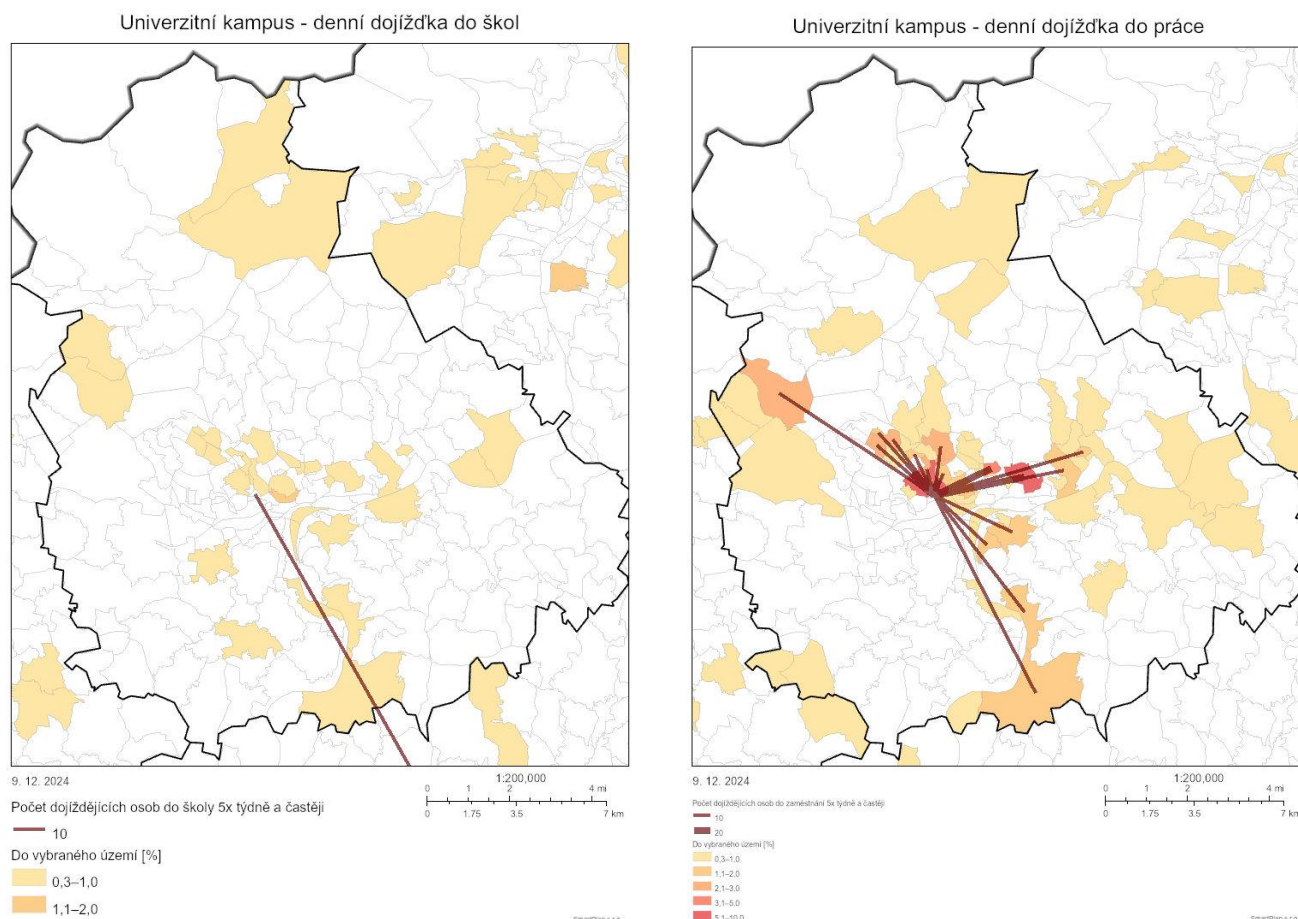 Univerzitní kampus - denní dojížďka do škol
9. 12. 2024
1:200,000
0 1 2 4 mi
0 1.75 3.5 7 km
Počet dojíždějících osob do školy 5x týdně a častěji
10
Do vybraného území [%]
0,3–1,0
1,1–2,0
Univerzitní kampus - denní dojížďka do práce
9. 12. 2024
1:200,000
0 1 2 4 mi
0 1.75 3.5 7 km
Počet dojíždějících osob do zaměstnání 5x týdně a častěji
10
20
Do vybraného území [%]
0,3–1,0
1,1–2,0
2,1–3,0
3,1–5,0
5,1–10,0